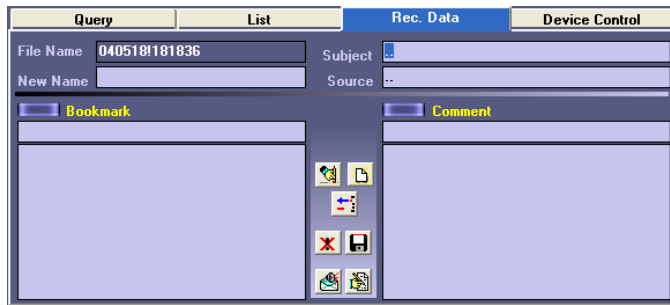 Query List Rec. Data Device Control
File Name 040518!181836 Subject ..
New Name Source ..
Bookmark Comment